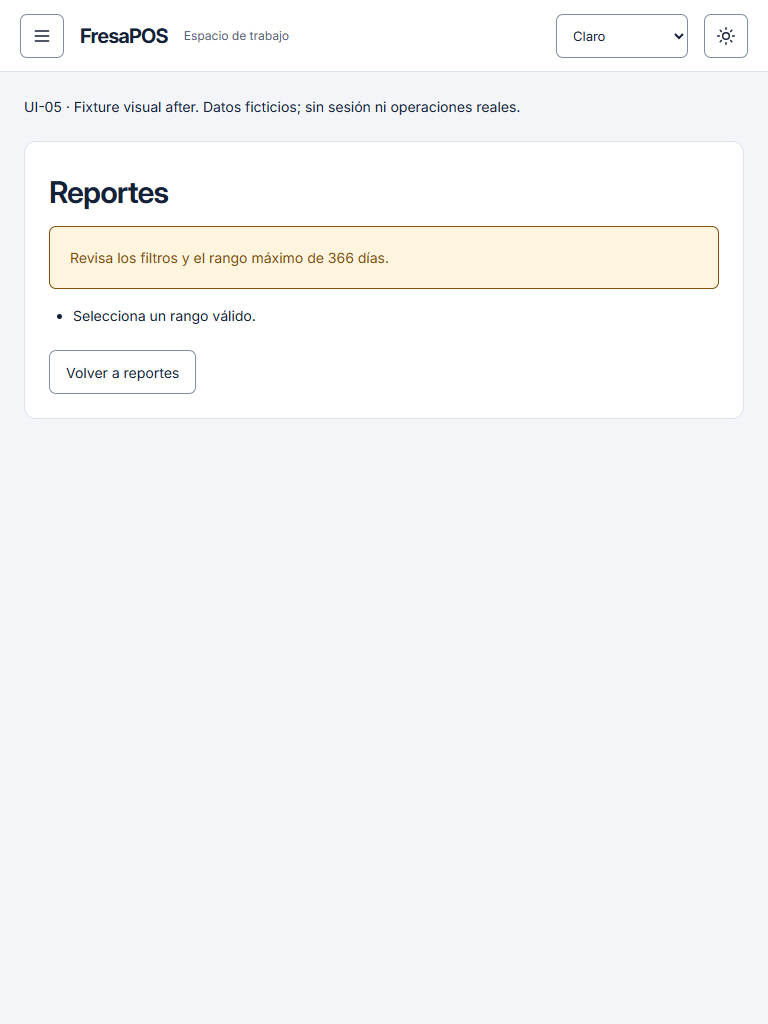 FresaPOS Espacio de trabajo Claro
UI-05 · Fixture visual after. Datos ficticios; sin sesión ni operaciones reales.
Reportes
Revisa los filtros y el rango máximo de 366 días.
• Selecciona un rango válido.
Volver a reportes